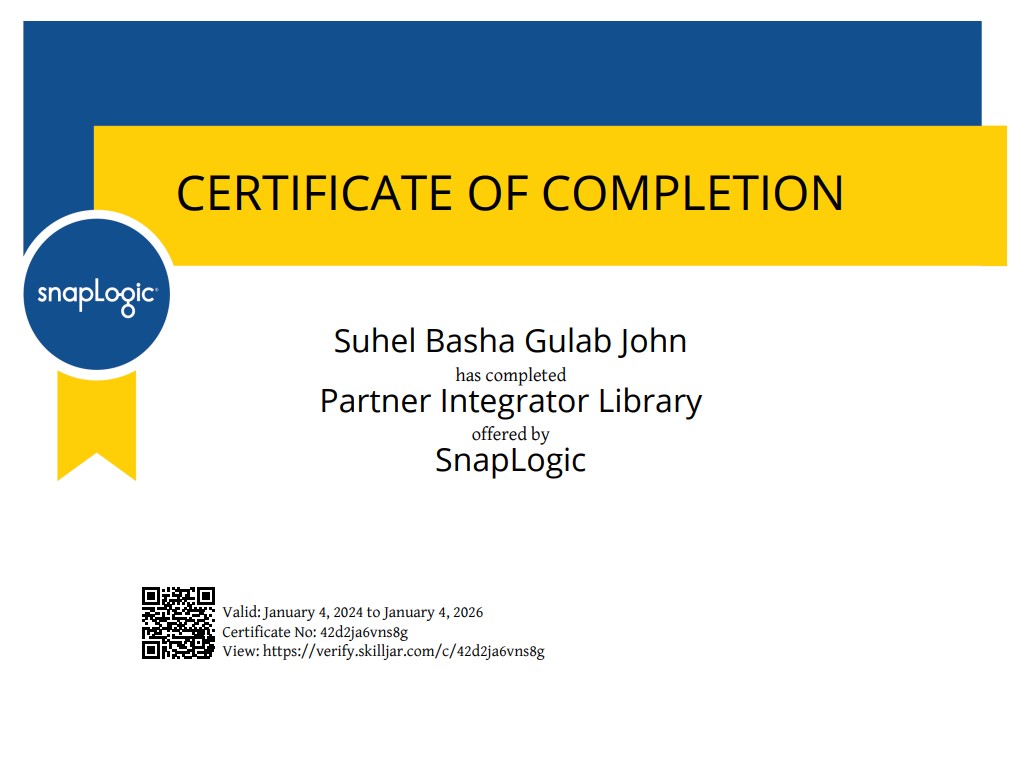 CERTIFICATE OF COMPLETION
snapLogic®
Suhel Basha Gulab John
has completed
Partner Integrator Library
offered by
SnapLogic
Valid: January 4, 2024 to January 4, 2026
Certificate No: 42d2ja6vns8g
View: https://verify.skilljar.com/c/42d2ja6vns8g